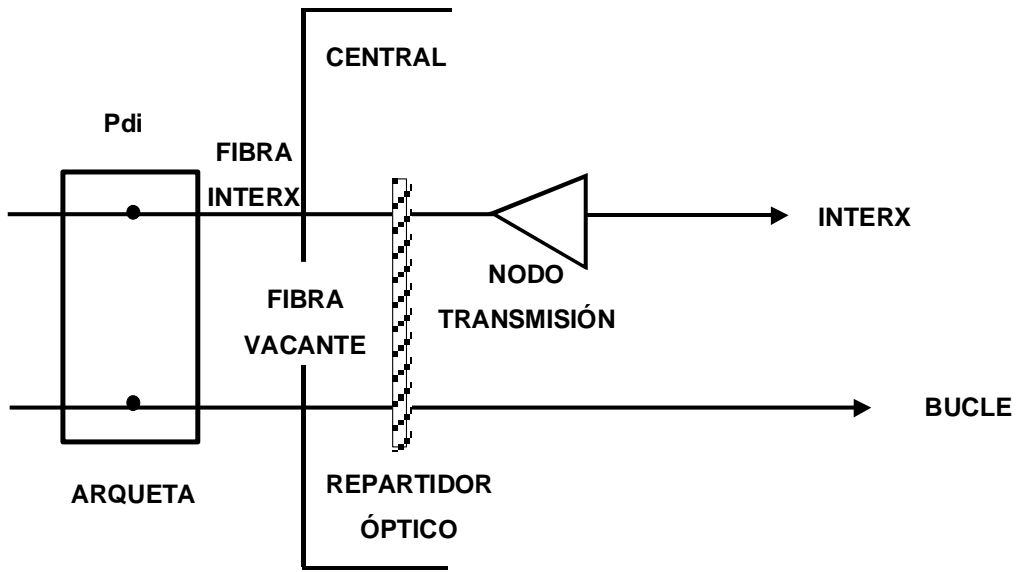 CENTRAL
Pdi
FIBRA
INTERX
INTERX
NODO
TRANSMISIÓN
FIBRA
VACANTE
BUCLE
ARQUETA
REPARTIDOR
ÓPTICO